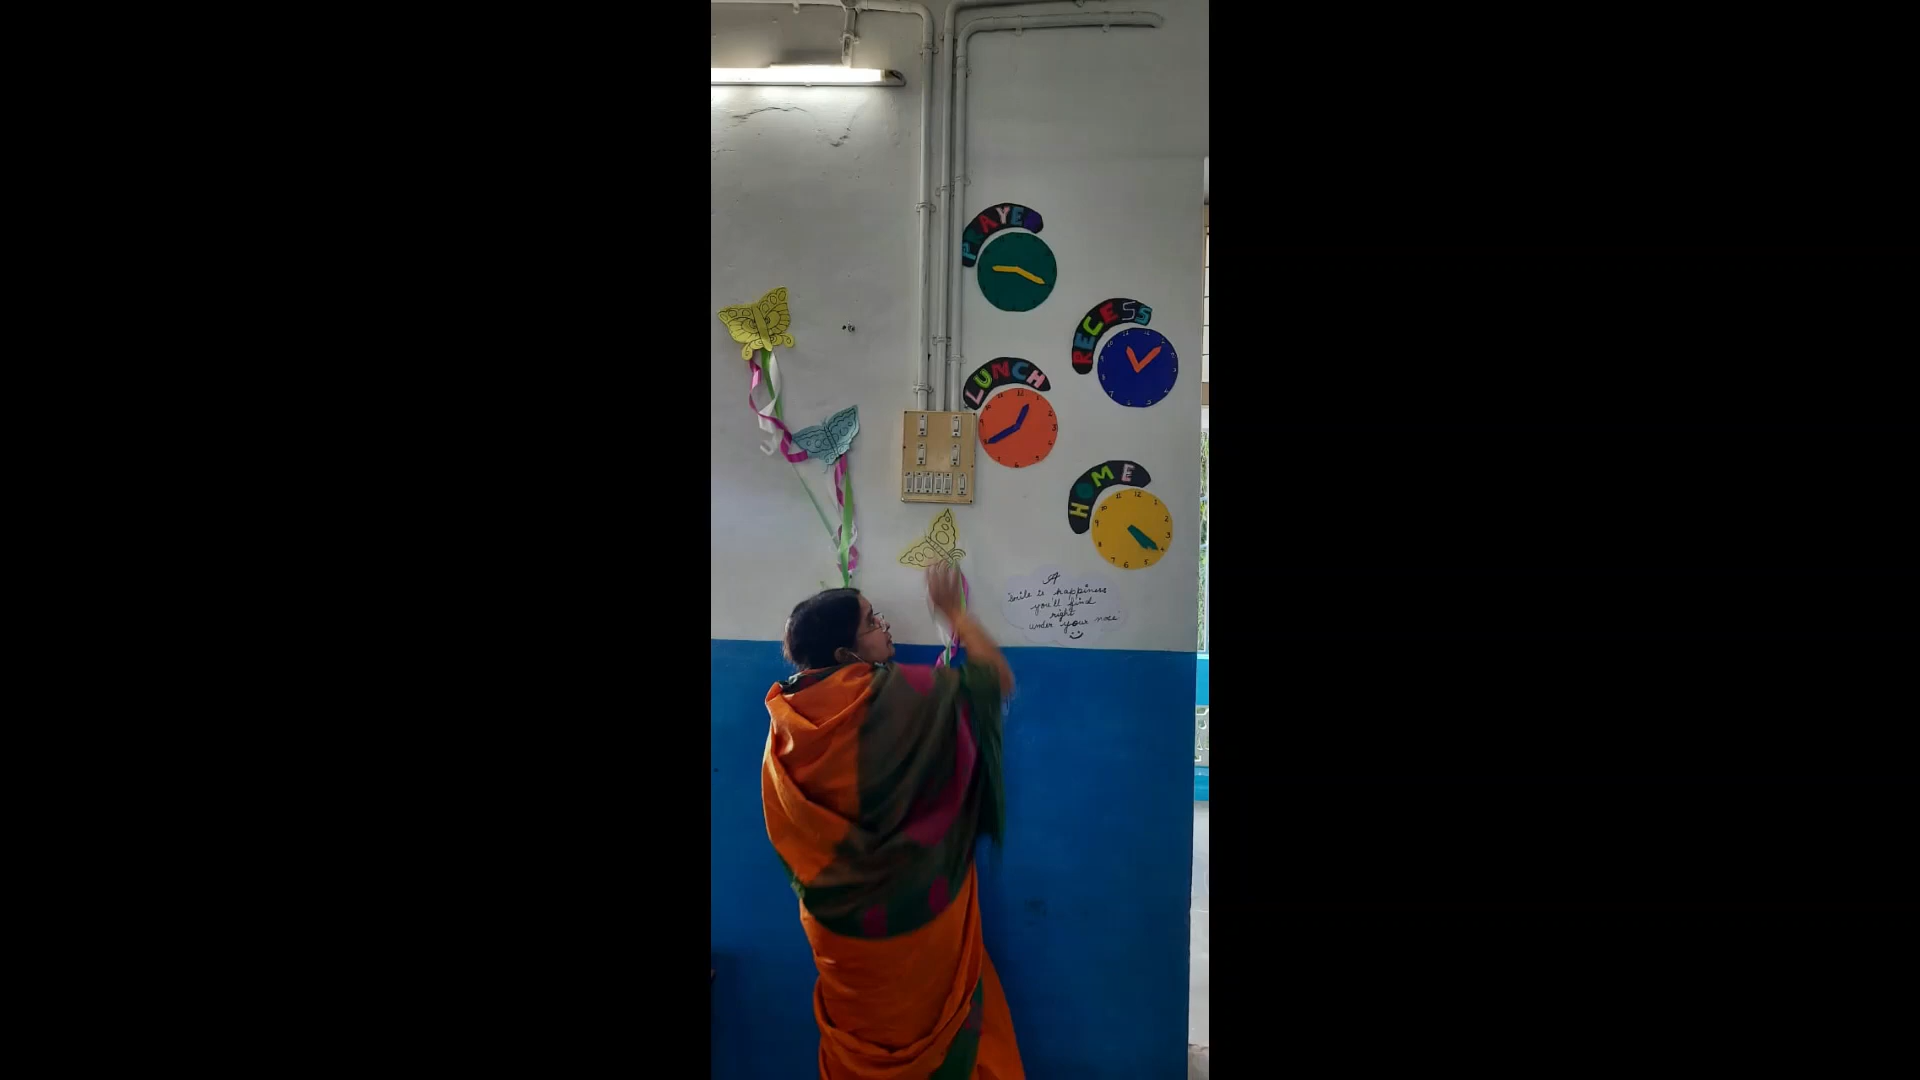 PRAYER
RECESS
LUNCH
HOME
A
Smile is happiness
you'll find
right
under your nose